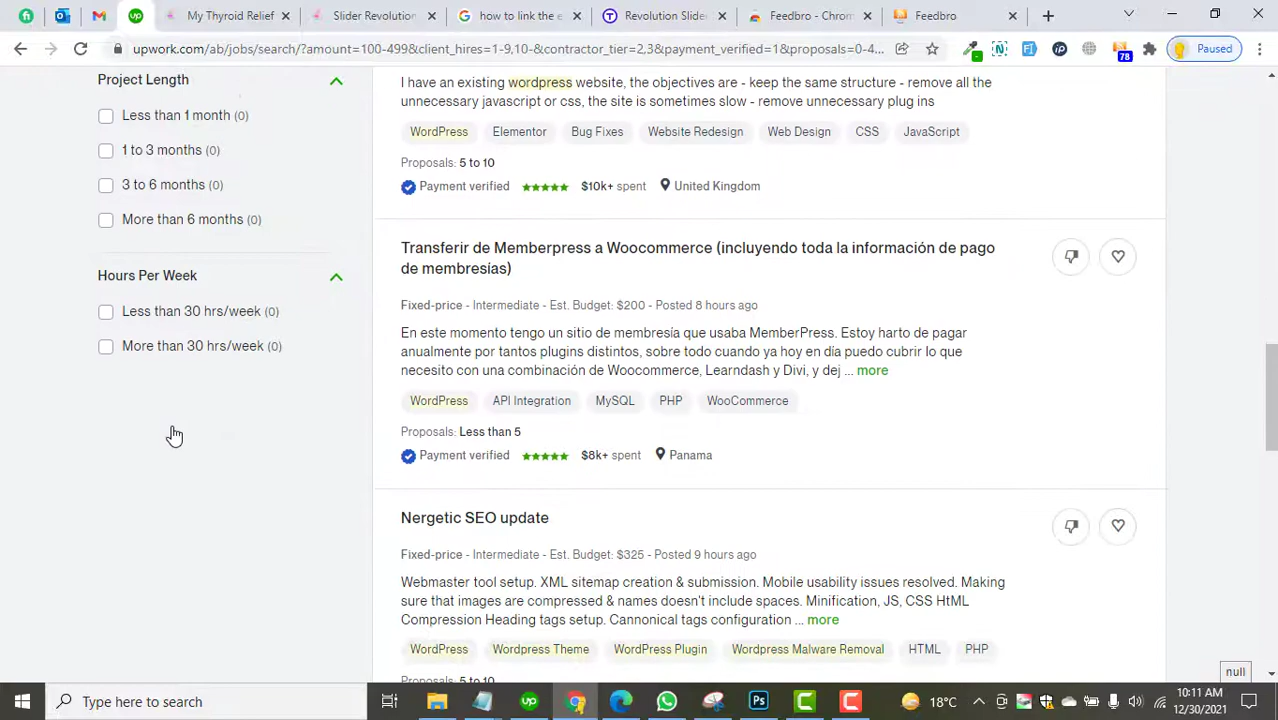 My Thyroid Relief
Slider Revolution
how to link the e
Revolution Slide
Feedbro - Chrom
Feedbro
upwork.com/ab/jobs/search/?amount=100-499&client_hires=1-9,10-&contractor_tier=2,3&payment_verified=1&proposals=0-4...
78
Paused
Project Length
Less than 1 month (0)
1 to 3 months (0)
3 to 6 months (0)
More than 6 months (0)
Hours Per Week
Less than 30 hrs/week (0)
More than 30 hrs/week (0)
I have an existing wordpress website, the objectives are - keep the same structure - remove all the
unnecessary javascript or css, the site is sometimes slow - remove unnecessary plug ins
WordPress Elementor Bug Fixes Website Redesign Web Design CSS JavaScript
Proposals: 5 to 10
Payment verified $10k+ spent United Kingdom
Transferir de Memberpress a Woocommerce (incluyendo toda la información de pago
de membresías)
Fixed-price - Intermediate - Est. Budget: $200 - Posted 8 hours ago
En este momento tengo un sitio de membresía que usaba MemberPress. Estoy harto de pagar
anualmente por tantos plugins distintos, sobre todo cuando ya hoy en día puedo cubrir lo que
necesito con una combinación de Woocommerce, Learndash y Divi, y dej ... more
WordPress API Integration MySQL PHP WooCommerce
Proposals: Less than 5
Payment verified $8k+ spent Panama
Nergetic SEO update
Fixed-price - Intermediate - Est. Budget: $325 - Posted 9 hours ago
Webmaster tool setup. XML sitemap creation & submission. Mobile usability issues resolved. Making
sure that images are compressed & names doesn't include spaces. Minification, JS, CSS HtML
Compression Heading tags setup. Cannonical tags configuration ... more
WordPress Wordpress Theme WordPress Plugin Wordpress Malware Removal HTML PHP
Proposals: 5 to 10
null
Type here to search
18°C
10:11 AM
12/30/2021